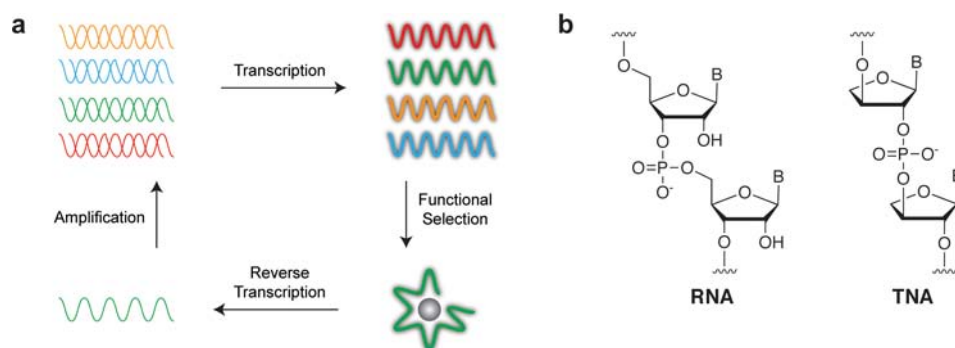 a
Transcription
Functional
Selection
Reverse
Transcription
Amplification
b
O
O
B
OH
O
O=P-O
O-
O
B
O
OH
RNA
O
O
B
O
O=P-O-
O
O
B
O
TNA